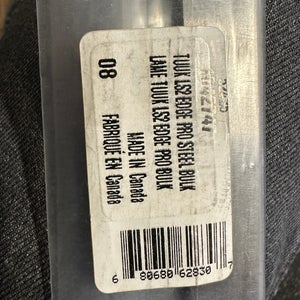 TUUK LS2 EDGE PRO STEEL BULK
LAME TUUK LS2 EDGE PRO BULK
MADE IN Canada
08 FABRIQUÉ EN Canada
6 80680 62830 7